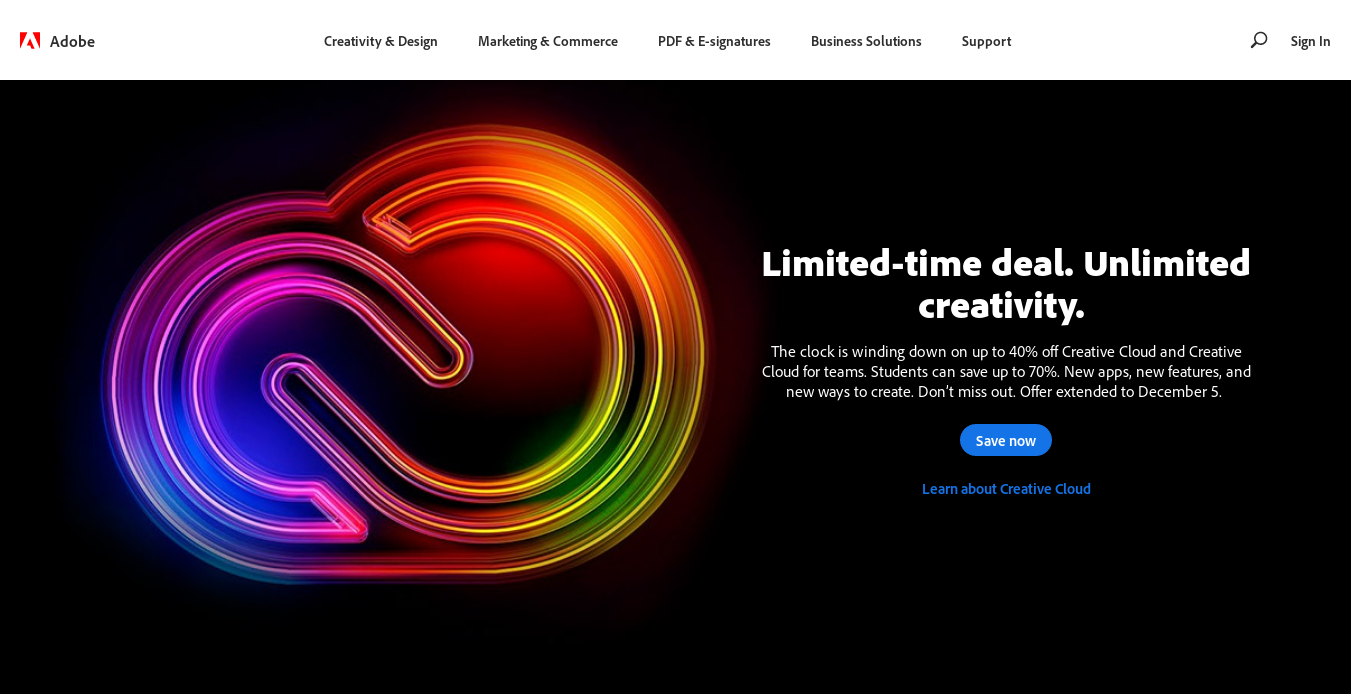 Adobe
Creativity & Design
Marketing & Commerce
PDF & E-signatures
Business Solutions
Support
Sign In
Limited-time deal. Unlimited
creativity.
The clock is winding down on up to 40% off Creative Cloud and Creative
Cloud for teams. Students can save up to 70%. New apps, new features, and
new ways to create. Don’t miss out. Offer extended to December 5.
Save now
Learn about Creative Cloud